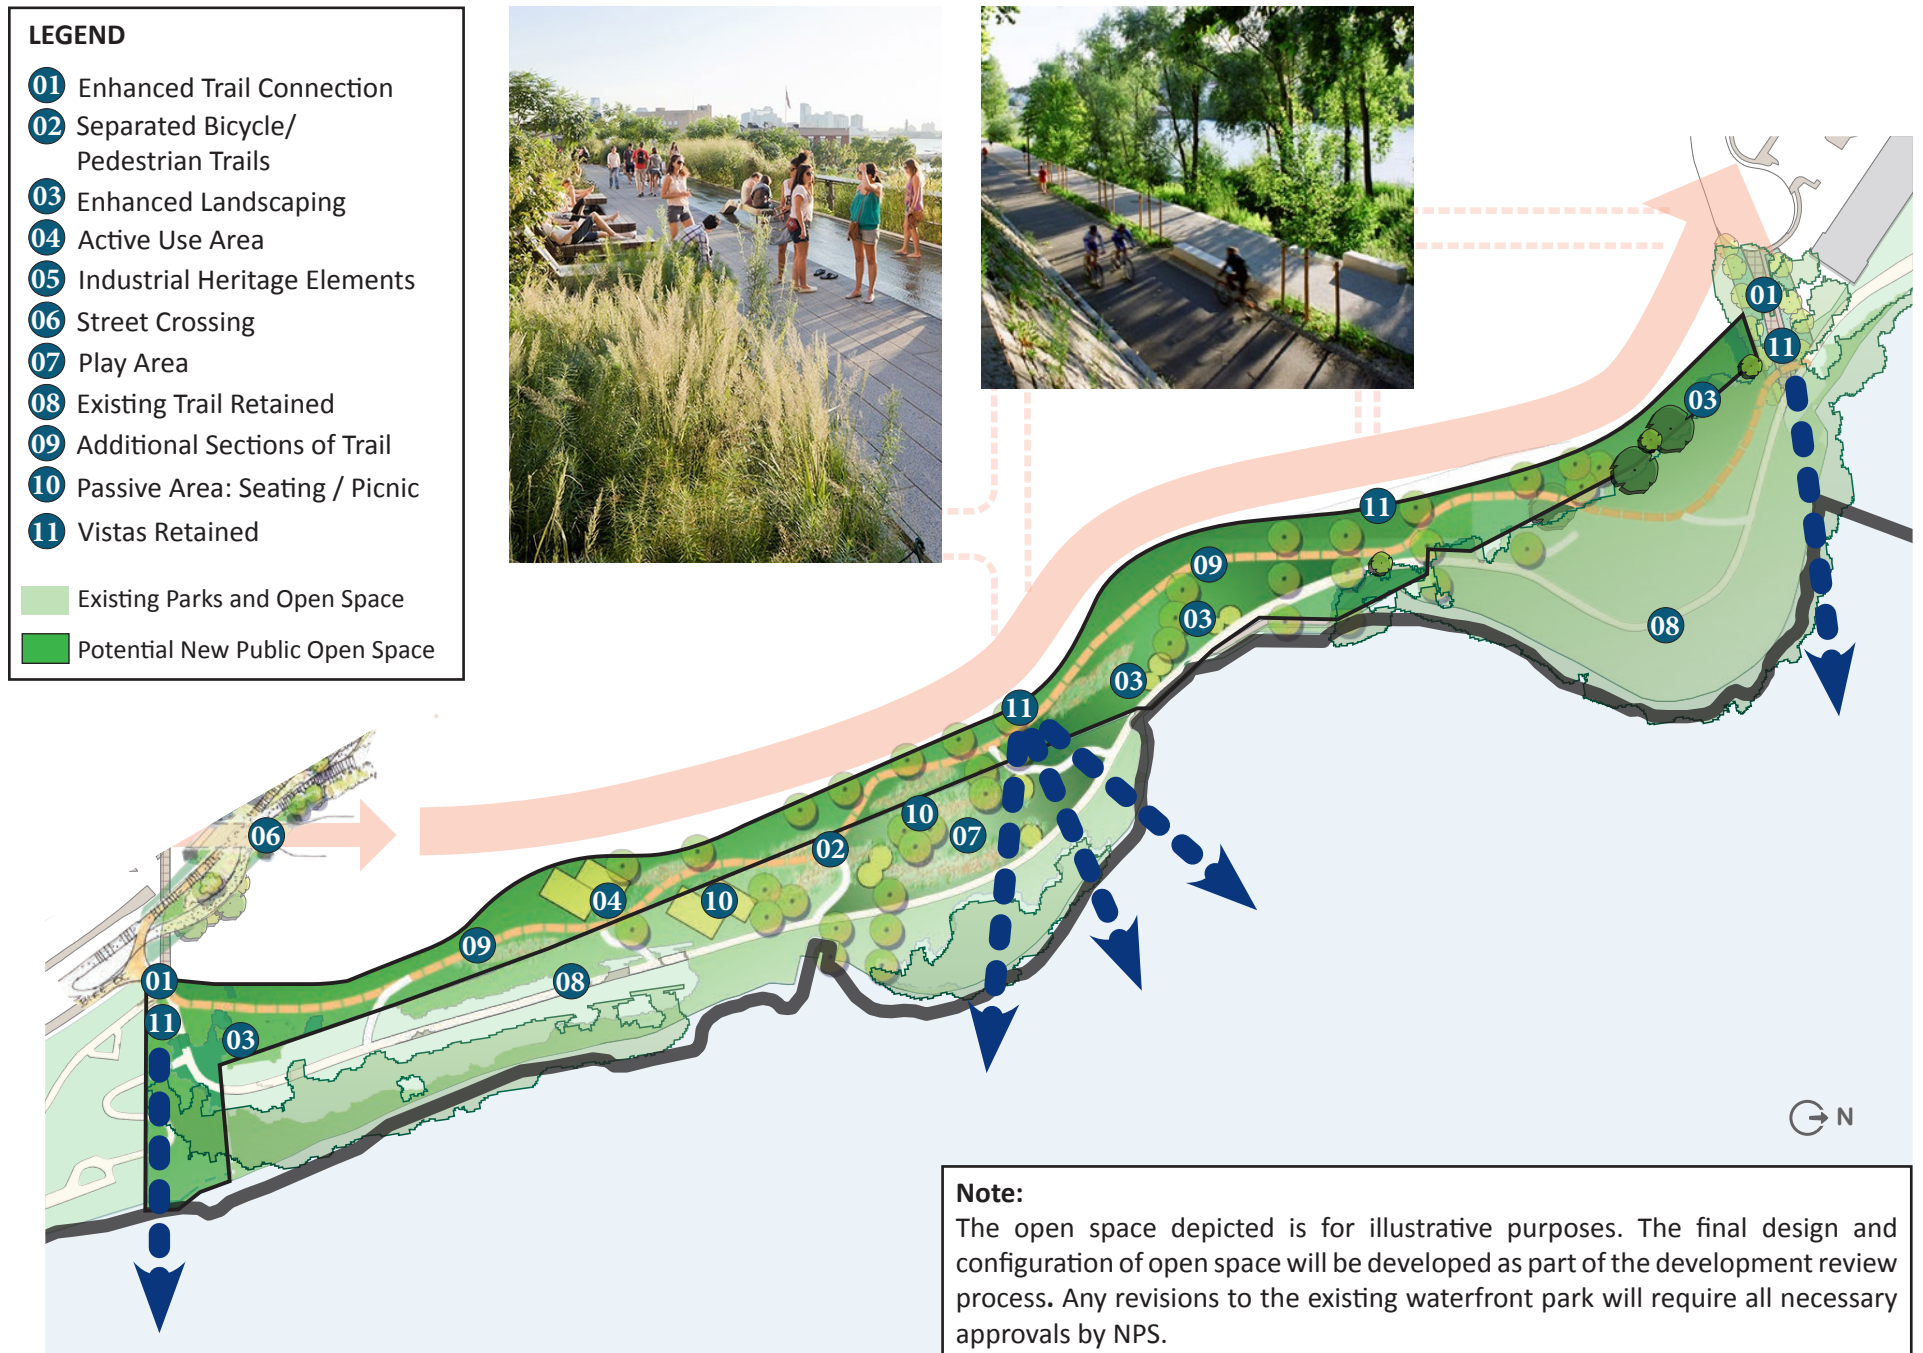 LEGEND
01 Enhanced Trail Connection
02 Separated Bicycle/
Pedestrian Trails
03 Enhanced Landscaping
04 Active Use Area
05 Industrial Heritage Elements
06 Street Crossing
07 Play Area
08 Existing Trail Retained
09 Additional Sections of Trail
10 Passive Area: Seating / Picnic
11 Vistas Retained
Existing Parks and Open Space
Potential New Public Open Space
01
11
03
11
09
03
08
03
11
10
07
02
06
04
10
09
08
01
11
03
N
Note:
The open space depicted is for illustrative purposes. The final design and
configuration of open space will be developed as part of the development review
process. Any revisions to the existing waterfront park will require all necessary
approvals by NPS.